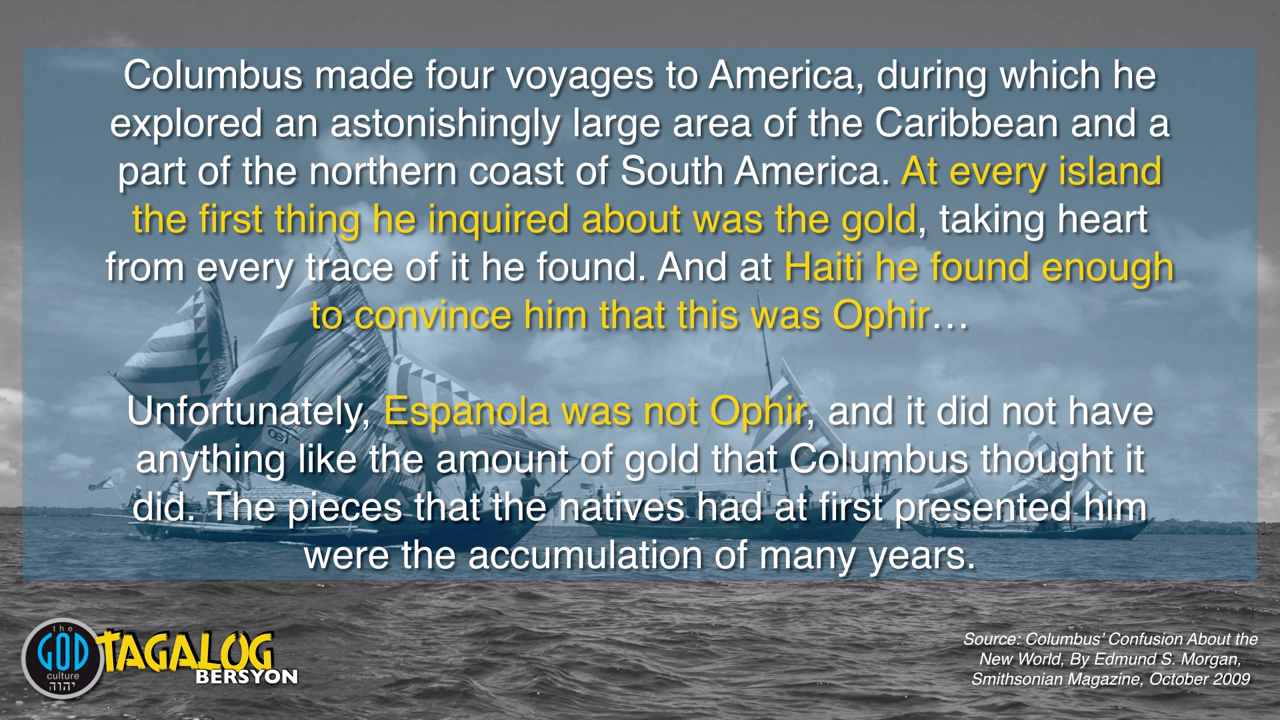 Columbus made four voyages to America, during which he
explored an astonishingly large area of the Caribbean and a
part of the northern coast of South America. At every island
the first thing he inquired about was the gold, taking heart
from every trace of it he found. And at Haiti he found enough
to convince him that this was Ophir…
Unfortunately, Espanola was not Ophir, and it did not have
anything like the amount of gold that Columbus thought it
did. The pieces that the natives had at first presented him
were the accumulation of many years.
the
GOD
culture
יהוה
TAGALOG
BERSYON
Source: Columbus' Confusion About the
New World, By Edmund S. Morgan,
Smithsonian Magazine, October 2009